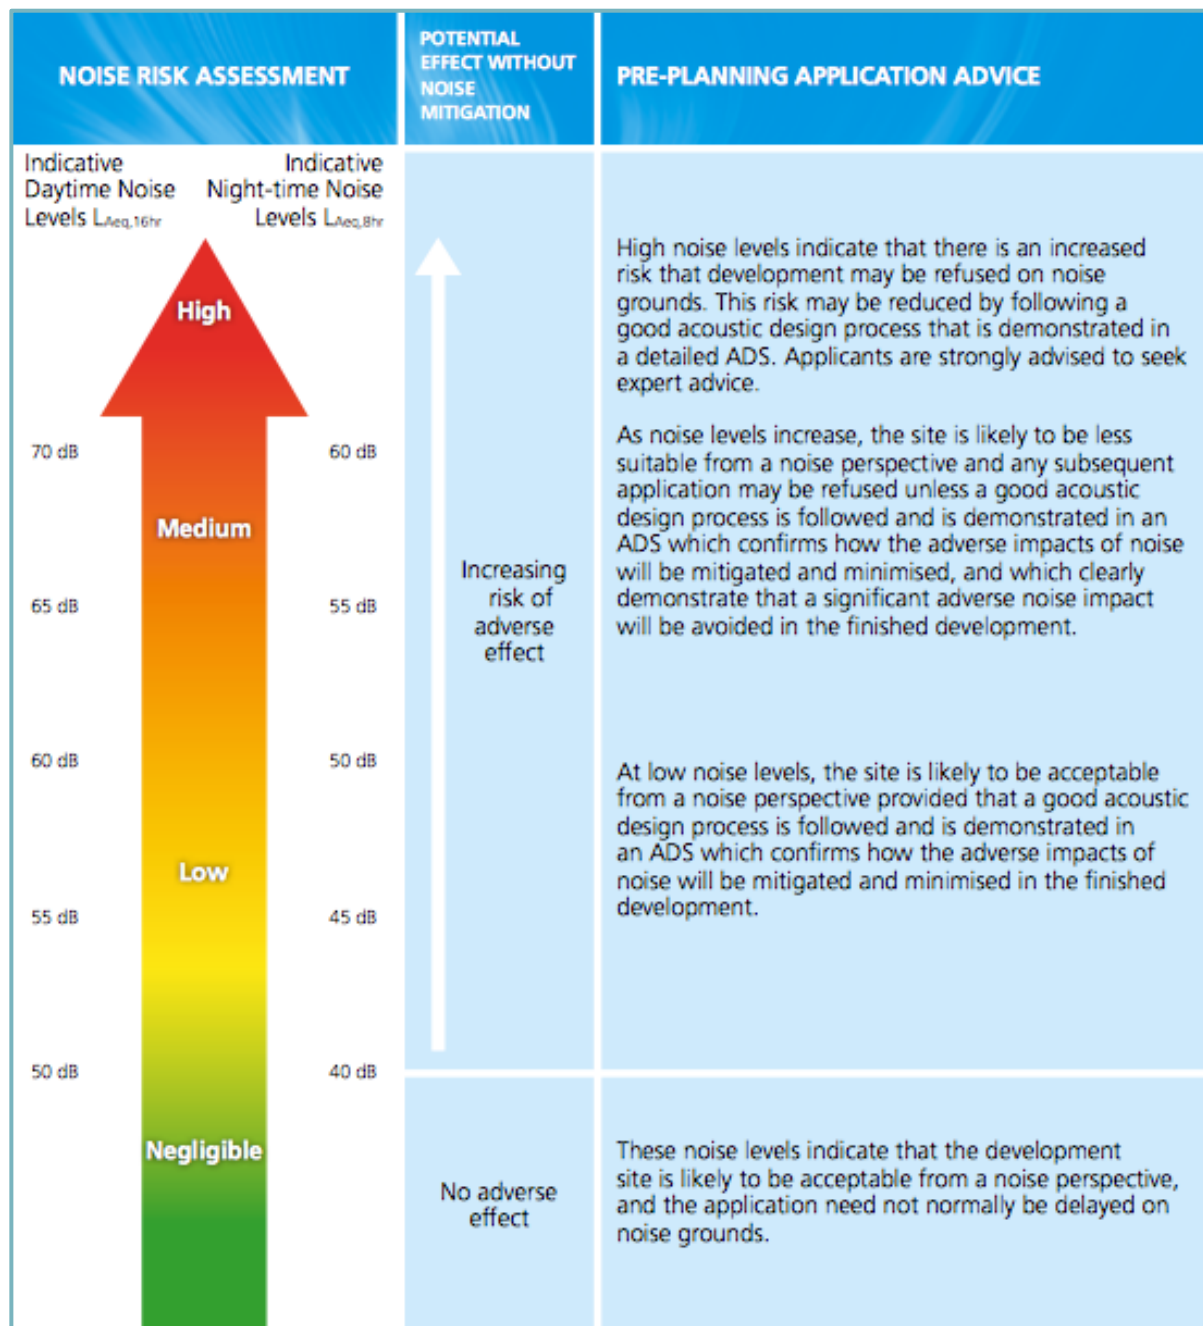 NOISE RISK ASSESSMENT
POTENTIAL
EFFECT WITHOUT
NOISE
MITIGATION
PRE-PLANNING APPLICATION ADVICE
Indicative
Daytime Noise
Levels LAeq,16hr
Indicative
Night-time Noise
Levels LAeq,8hr
High
70 dB
60 dB
Medium
65 dB
55 dB
60 dB
50 dB
Low
55 dB
45 dB
50 dB
40 dB
Negligible
Increasing
risk of
adverse
effect
No adverse
effect
High noise levels indicate that there is an increased
risk that development may be refused on noise
grounds. This risk may be reduced by following a
good acoustic design process that is demonstrated in
a detailed ADS. Applicants are strongly advised to seek
expert advice.
As noise levels increase, the site is likely to be less
suitable from a noise perspective and any subsequent
application may be refused unless a good acoustic
design process is followed and is demonstrated in an
ADS which confirms how the adverse impacts of noise
will be mitigated and minimised, and which clearly
demonstrate that a significant adverse noise impact
will be avoided in the finished development.
At low noise levels, the site is likely to be acceptable
from a noise perspective provided that a good acoustic
design process is followed and is demonstrated in
an ADS which confirms how the adverse impacts of
noise will be mitigated and minimised in the finished
development.
These noise levels indicate that the development
site is likely to be acceptable from a noise perspective,
and the application need not normally be delayed on
noise grounds.